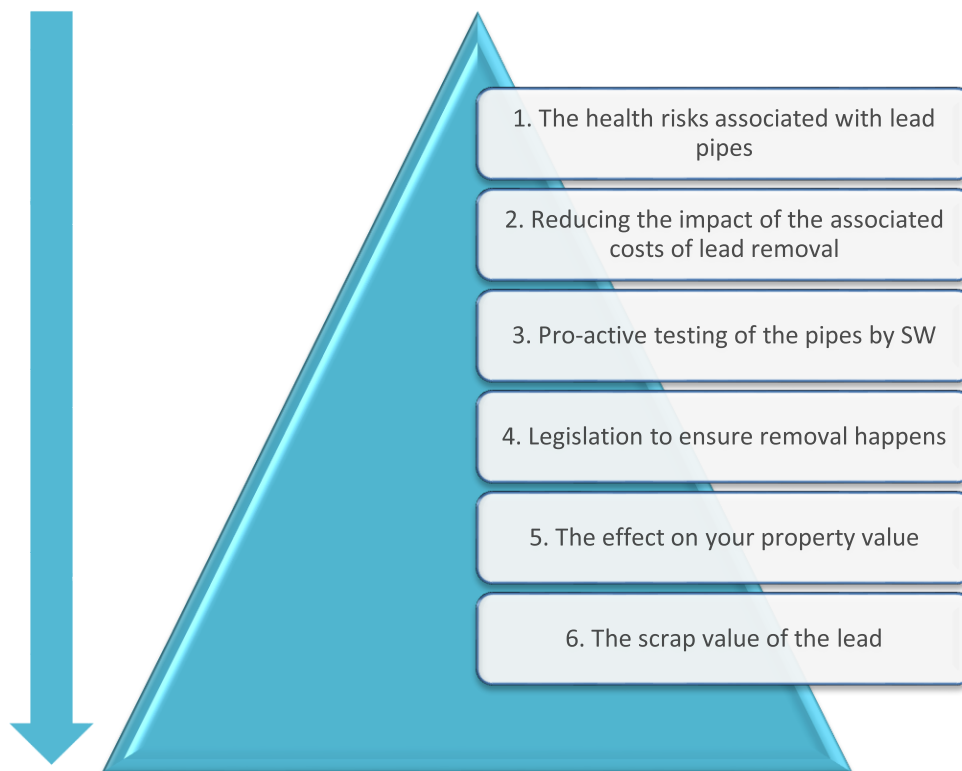 1. The health risks associated with lead
pipes
2. Reducing the impact of the associated
costs of lead removal
3. Pro-active testing of the pipes by SW
4. Legislation to ensure removal happens
5. The effect on your property value
6. The scrap value of the lead